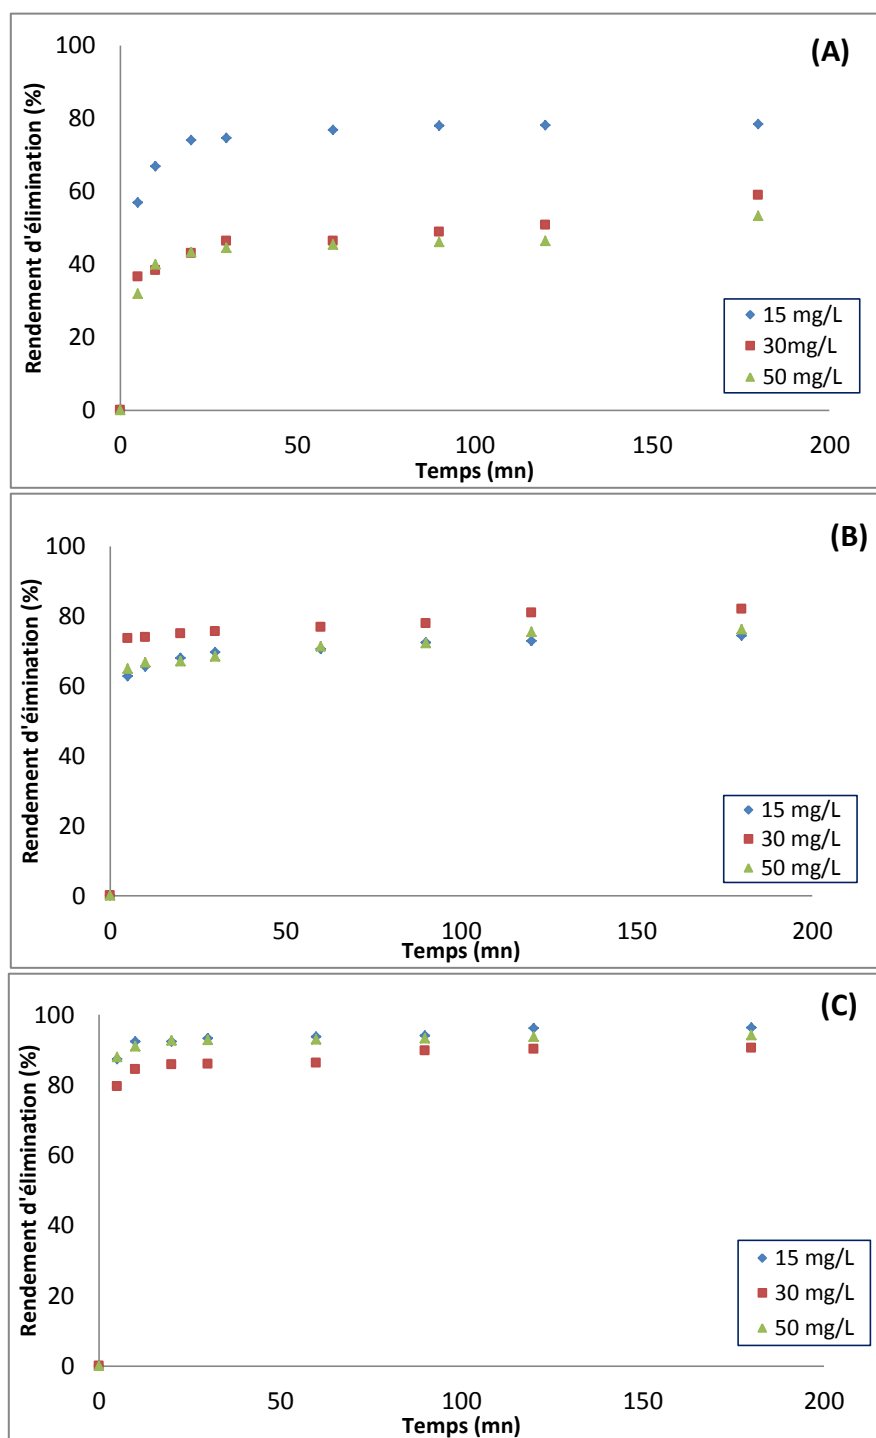 (A)
Rendement d'élimination (%)
100
80
60
40
20
0
0 50 100 150 200
Temps (mn)
15 mg/L
30mg/L
50 mg/L
(B)
Rendement d'éimination (%)
100
80
60
40
20
0
0 50 100 150 200
Temps (mn)
15 mg/L
30 mg/L
50 mg/L
(C)
Rendement d'élimination (%)
100
80
60
40
20
0
0 50 100 150 200
Temps (mn)
15 mg/L
30 mg/L
50 mg/L